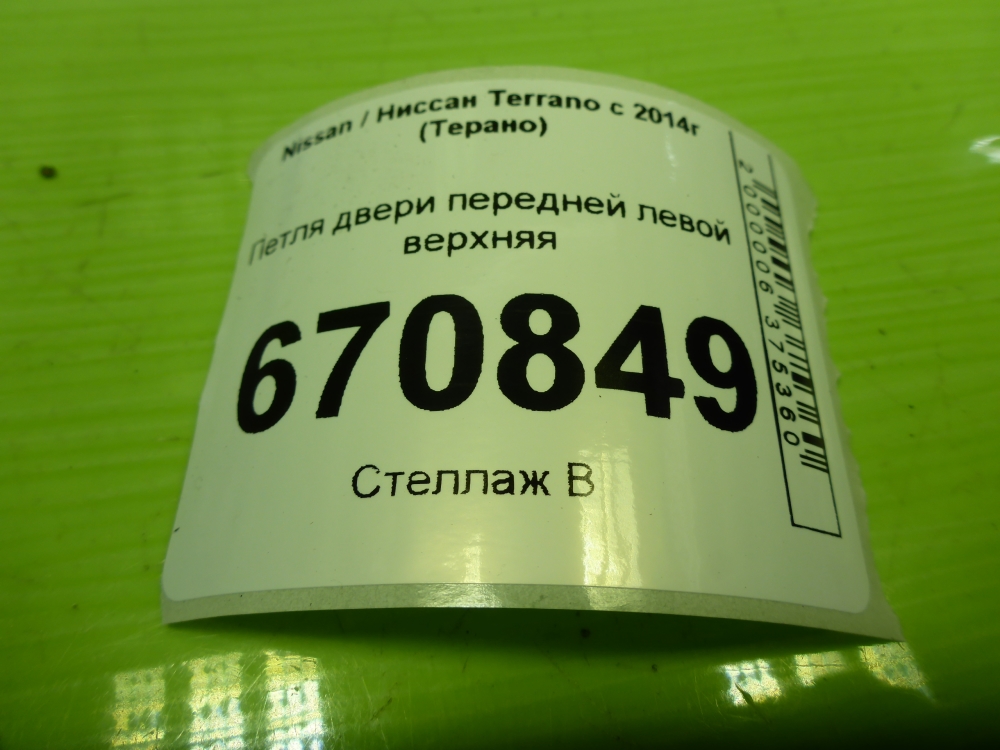 Nissan / Ниссан Terrano с 2014г
(Терано)
Петля двери передней левой
верхняя
670849
Стеллаж В
2000006375360